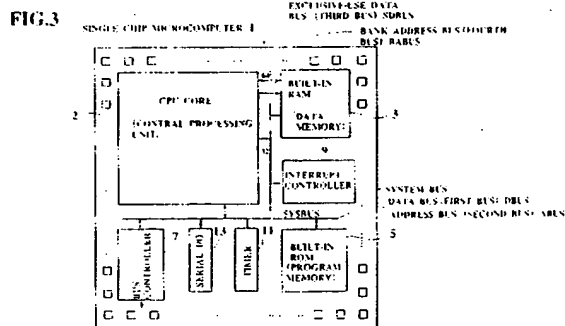 FIG.3
SINGLE CHIP MICROCOMPUTER 1
EXCLUSIVE-USE DATA
BUS (THIRD BUS) SDBUS
BANK ADDRESS BUS (FOURTH
BUS) BABUS
CPU CORE
(CONTRAL PROCESSING
UNIT)
BUILT-IN
RAM
(DATA
MEMORY)
2
3
9
INTERRUPT
CONTROLLER
SYSTEM BUS
DATA BUS (FIRST BUS) DBUS
ADDRESS BUS (SECOND BUS) ABUS
SYSBUS
BUS CONTROLLER
7
SERIAL I/O
13
TIMER
11
BUILT-IN
ROM
(PROGRAM
MEMORY)
5